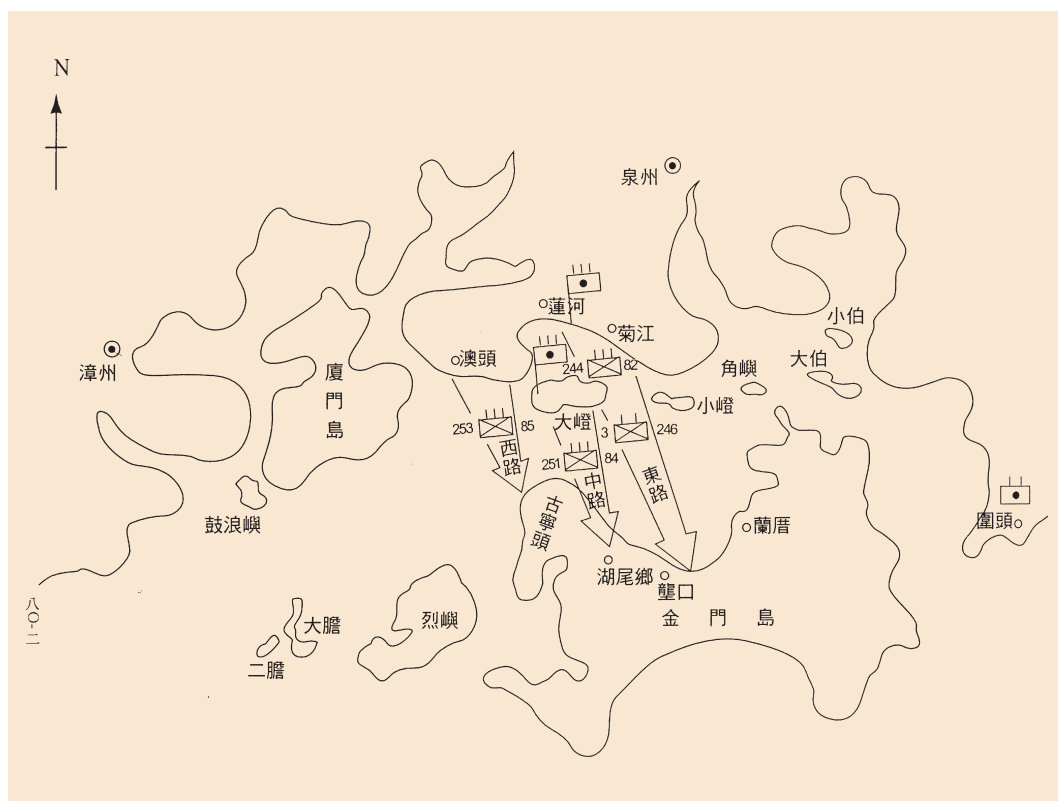 N
泉州
蓮河
小伯
菊江
澳頭
大伯
244
82
角嶼
漳州
廈門島
小嶝
大嶝
253
85
3
246
西路
251
84
中路
東路
古寧頭
鼓浪嶼
圍頭
蘭厝
湖尾鄉
壟口
八〇-二
大膽
烈嶼
金門島
二膽